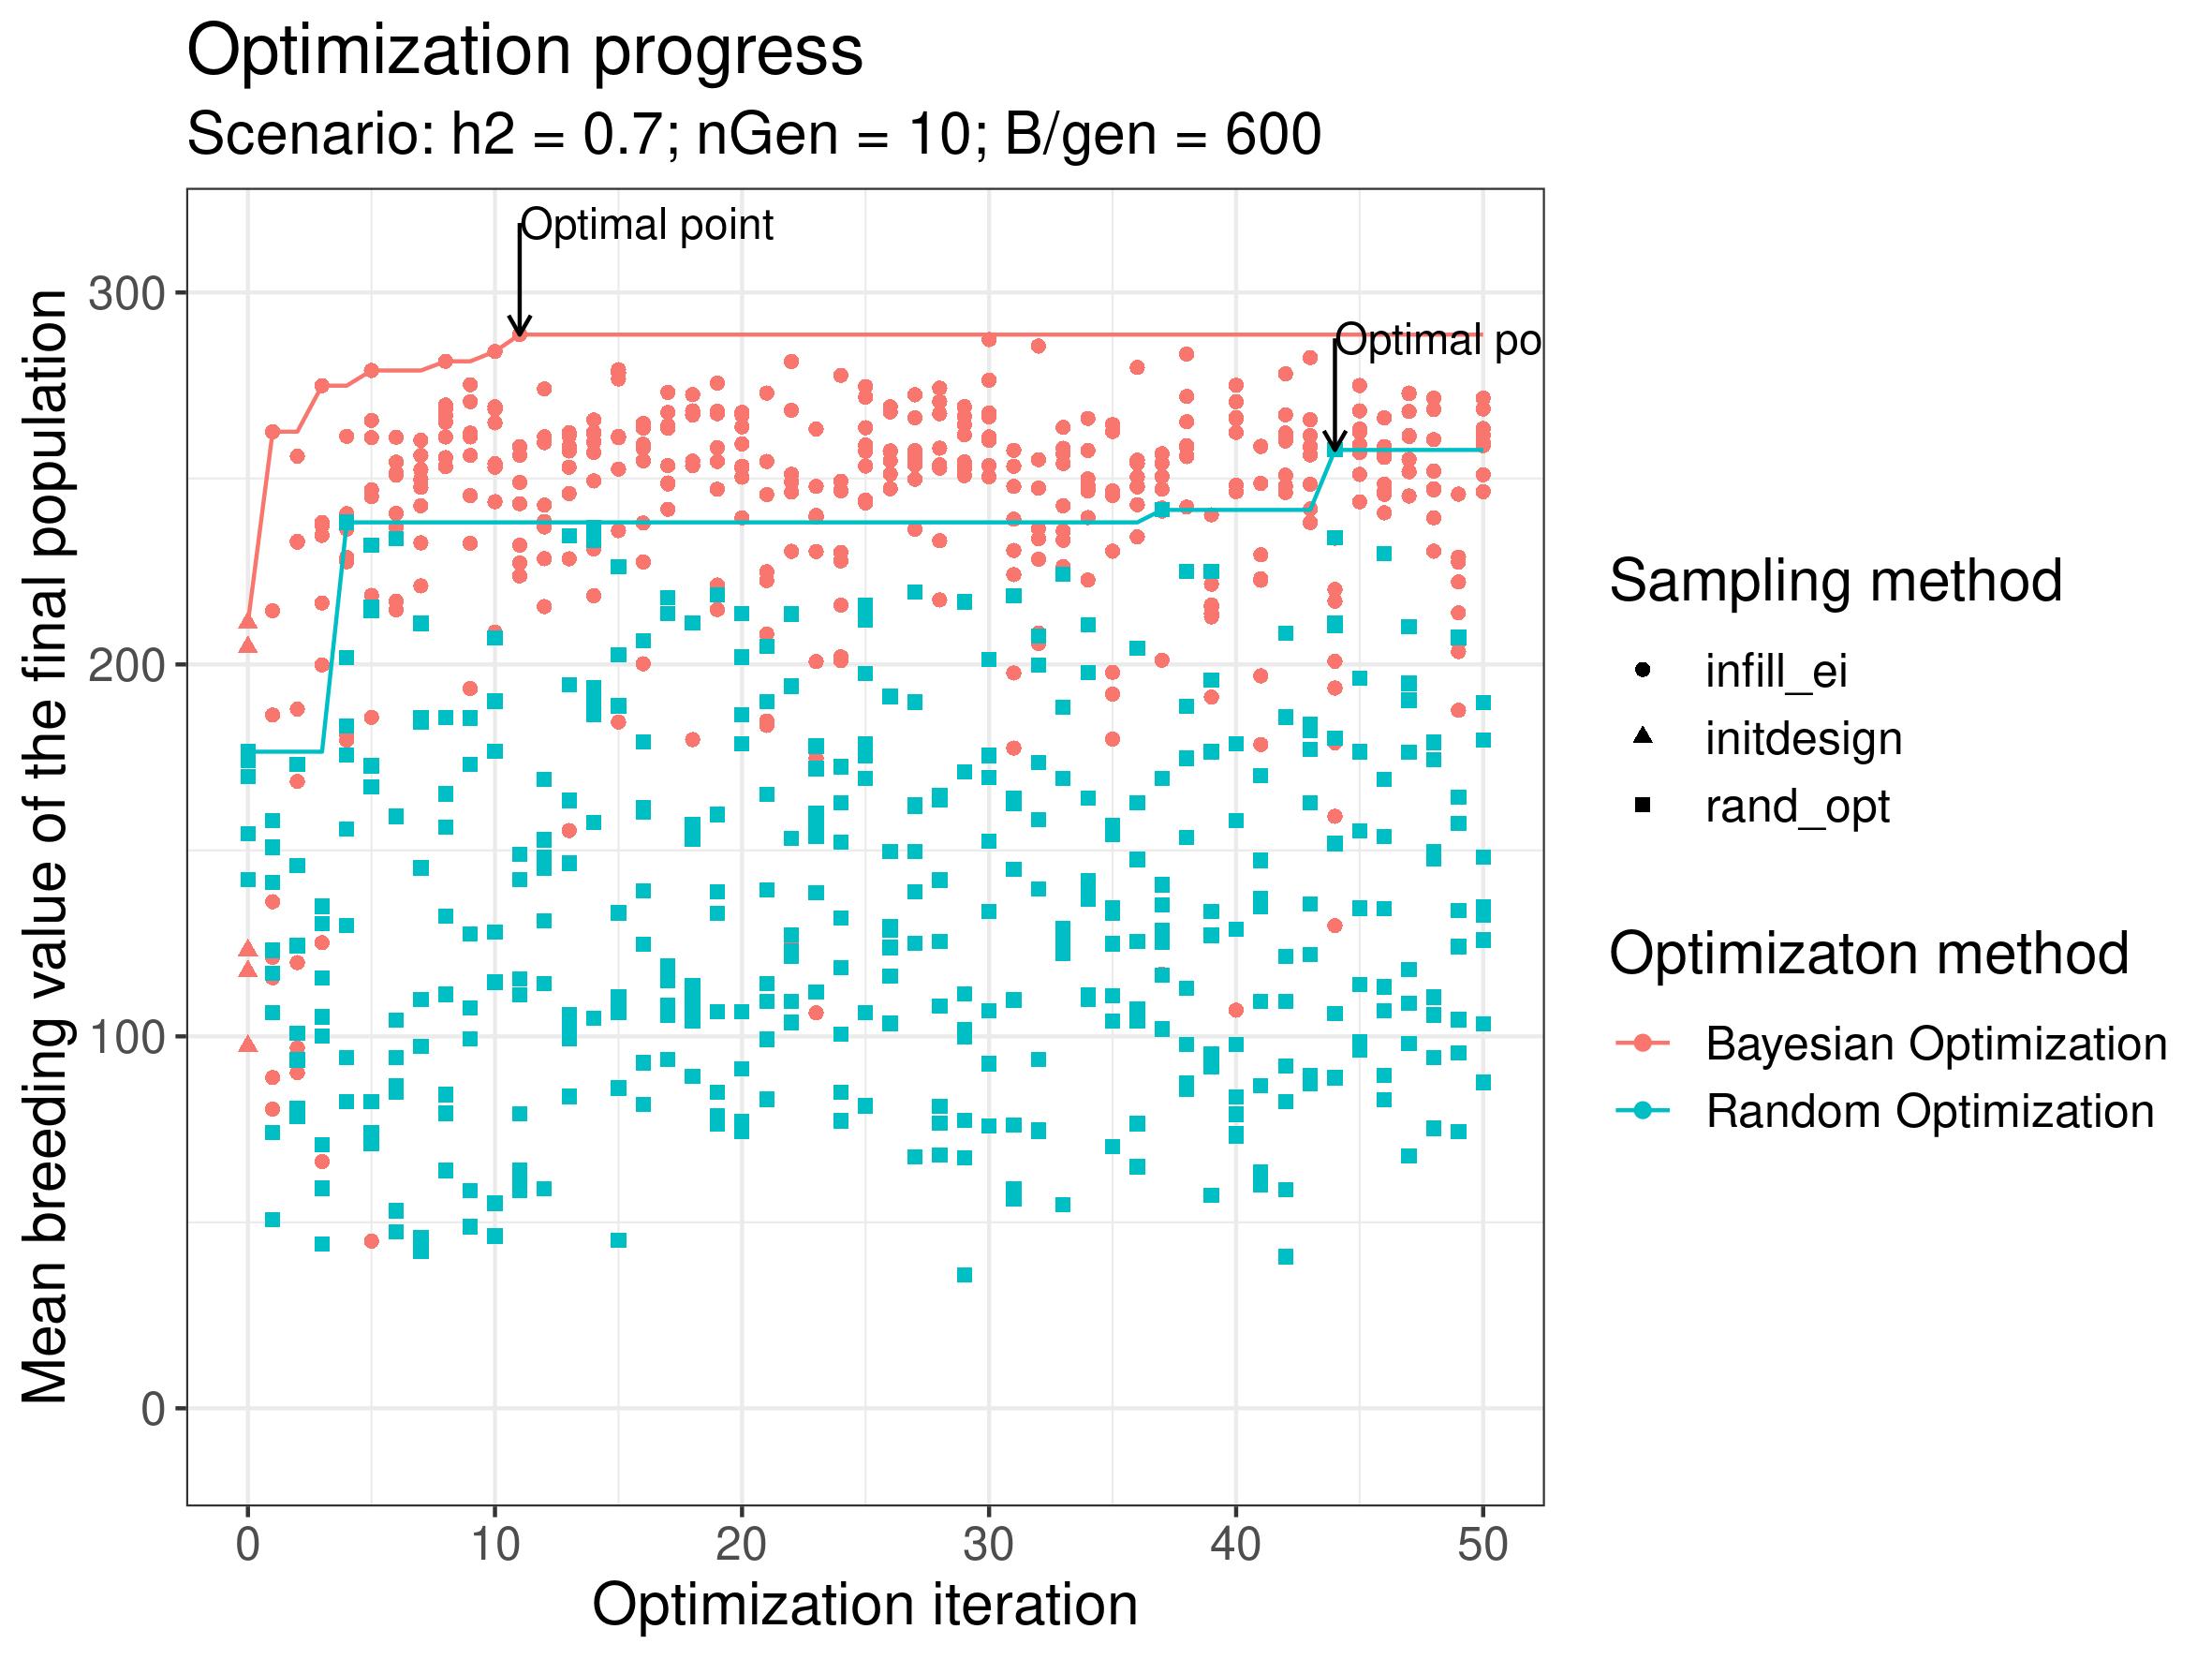 Optimization progress
Scenario: h2 = 0.7; nGen = 10; B/gen = 600
Optimal point
Optimal po
Mean breeding value of the final population
300
200
100
0
0 10 20 30 40 50
Optimization iteration
Sampling method
infill_ei
initdesign
rand_opt
Optimizaton method
Bayesian Optimization
Random Optimization